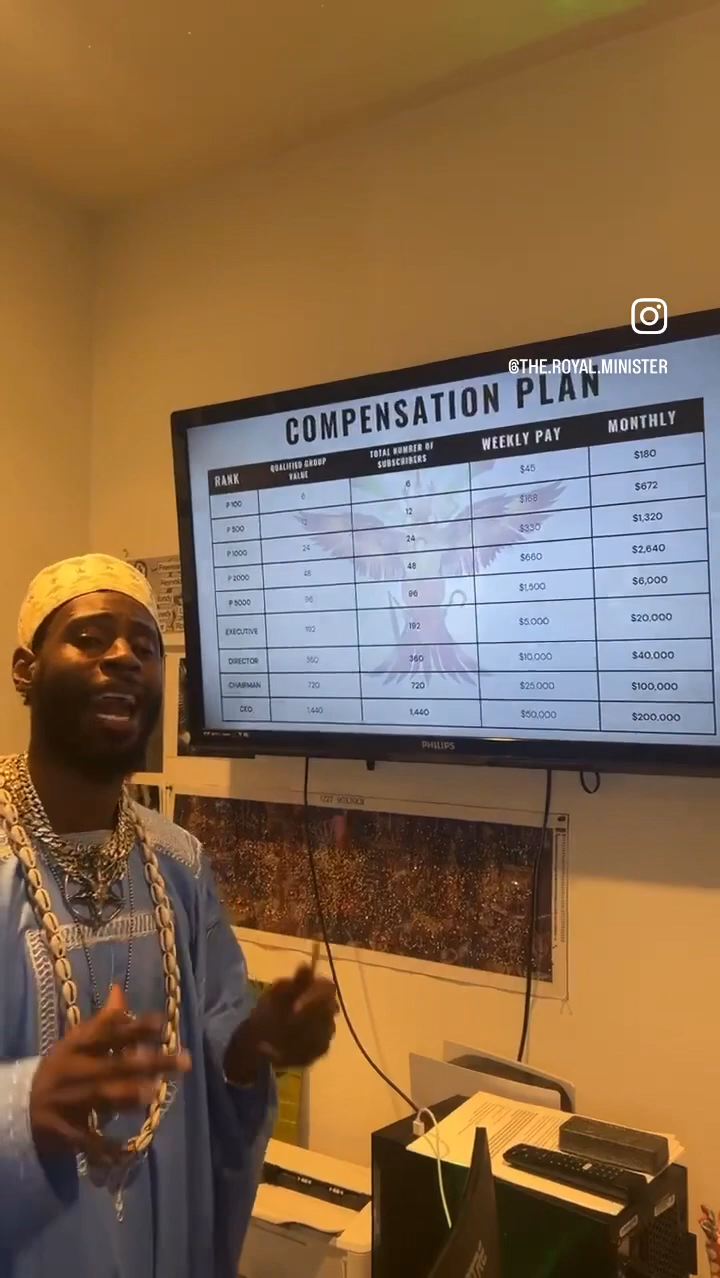 @THE.ROYAL.MINISTER
COMPENSATION PLAN
RANK QUALIFIED GROUP VALUE TOTAL NUMBER OF SUBSCRIBERS WEEKLY PAY MONTHLY
P 100 6 6 $45 $180
P 500 12 12 $168 $672
P 1000 24 24 $330 $1,320
P 2000 48 48 $660 $2,640
P 5000 96 96 $1,500 $6,000
EXECUTIVE 192 192 $5,000 $20,000
DIRECTOR 360 360 $10,000 $40,000
CHAIRMAN 720 720 $25,000 $100,000
CEO 1,440 1,440 $50,000 $200,000
PHILIPS